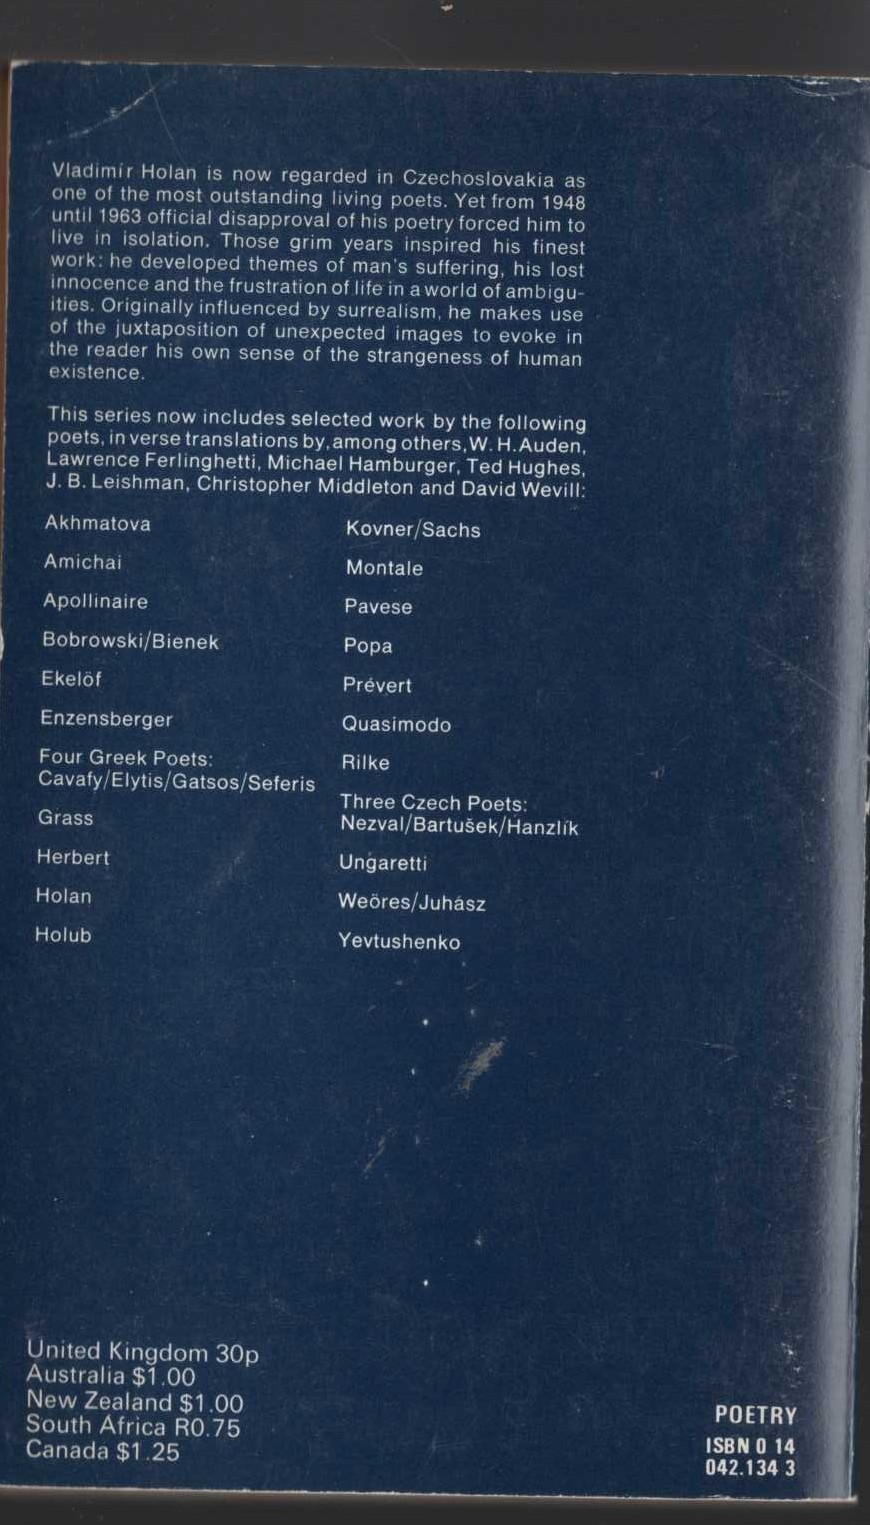 Vladimír Holan is now regarded in Czechoslovakia as
one of the most outstanding living poets. Yet from 1948
until 1963 official disapproval of his poetry forced him to
live in isolation. Those grim years inspired his finest
work: he developed themes of man's suffering, his lost
innocence and the frustration of life in a world of ambigu-
ities. Originally influenced by surrealism, he makes use
of the juxtaposition of unexpected images to evoke in
the reader his own sense of the strangeness of human
existence.
This series now includes selected work by the following
poets, in verse translations by, among others, W. H. Auden,
Lawrence Ferlinghetti, Michael Hamburger, Ted Hughes,
J. B. Leishman, Christopher Middleton and David Wevill:
Akhmatova
Amichai
Apollinaire
Bobrowski/Bienek
Ekelöf
Enzensberger
Four Greek Poets:
Cavafy/Elytis/Gatsos/Seferis
Grass
Herbert
Holan
Holub
Kovner/Sachs
Montale
Pavese
Popa
Prévert
Quasimodo
Rilke
Three Czech Poets:
Nezval/Bartušek/Hanzlík
Ungaretti
Weöres/Juhász
Yevtushenko
United Kingdom 30p
Australia $1.00
New Zealand $1.00
South Africa R0.75
Canada $1.25
POETRY
ISBN 0 14
042.134 3